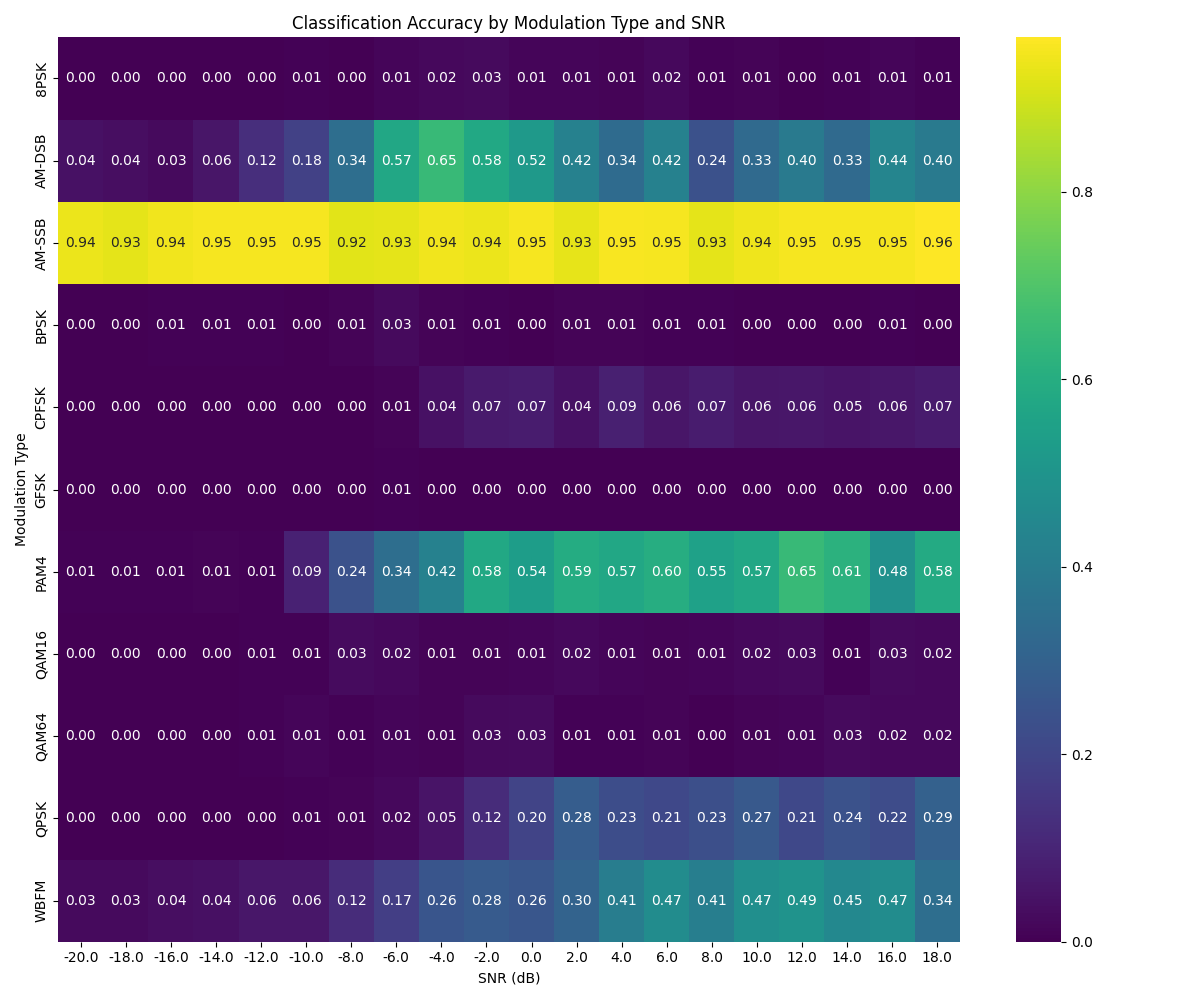 Classification Accuracy by Modulation Type and SNR
8PSK 0.00 0.00 0.00 0.00 0.00 0.01 0.00 0.01 0.02 0.03 0.01 0.01 0.01 0.02 0.01 0.01 0.00 0.01 0.01 0.01
AM-DSB 0.04 0.04 0.03 0.06 0.12 0.18 0.34 0.57 0.65 0.58 0.52 0.42 0.34 0.42 0.24 0.33 0.40 0.33 0.44 0.40
AM-SSB 0.94 0.93 0.94 0.95 0.95 0.95 0.92 0.93 0.94 0.94 0.95 0.93 0.95 0.95 0.93 0.94 0.95 0.95 0.95 0.96
BPSK 0.00 0.00 0.01 0.01 0.01 0.00 0.01 0.03 0.01 0.01 0.00 0.01 0.01 0.01 0.01 0.00 0.00 0.00 0.01 0.00
CPFSK 0.00 0.00 0.00 0.00 0.00 0.00 0.00 0.01 0.04 0.07 0.07 0.04 0.09 0.06 0.07 0.06 0.06 0.05 0.06 0.07
GFSK 0.00 0.00 0.00 0.00 0.00 0.00 0.00 0.01 0.00 0.00 0.00 0.00 0.00 0.00 0.00 0.00 0.00 0.00 0.00 0.00
PAM4 0.01 0.01 0.01 0.01 0.01 0.09 0.24 0.34 0.42 0.58 0.54 0.59 0.57 0.60 0.55 0.57 0.65 0.61 0.48 0.58
QAM16 0.00 0.00 0.00 0.00 0.01 0.01 0.03 0.02 0.01 0.01 0.01 0.02 0.01 0.01 0.01 0.02 0.03 0.01 0.03 0.02
QAM64 0.00 0.00 0.00 0.00 0.01 0.01 0.01 0.01 0.01 0.03 0.03 0.01 0.01 0.01 0.00 0.01 0.01 0.03 0.02 0.02
QPSK 0.00 0.00 0.00 0.00 0.00 0.01 0.01 0.02 0.05 0.12 0.20 0.28 0.23 0.21 0.23 0.27 0.21 0.24 0.22 0.29
WBFM 0.03 0.03 0.04 0.04 0.06 0.06 0.12 0.17 0.26 0.28 0.26 0.30 0.41 0.47 0.41 0.47 0.49 0.45 0.47 0.34
-20.0 -18.0 -16.0 -14.0 -12.0 -10.0 -8.0 -6.0 -4.0 -2.0 0.0 2.0 4.0 6.0 8.0 10.0 12.0 14.0 16.0 18.0
SNR (dB)
Modulation Type
0.8
0.6
0.4
0.2
0.0